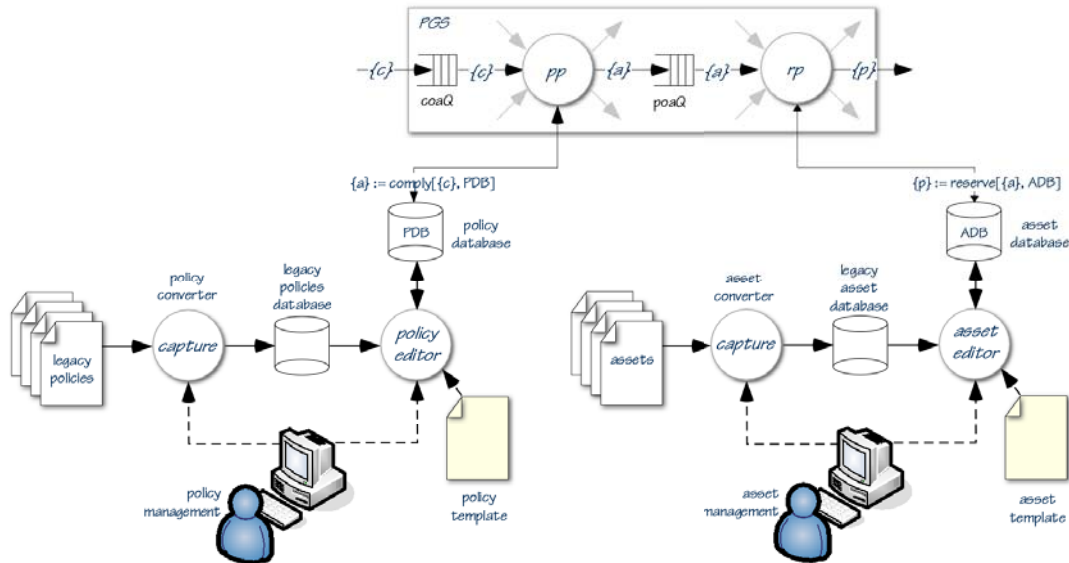 PGS
{c} {c} pp {a} {a} rp {p}
coaQ poaQ
{a} := comply[{c}, PDB] {p} := reserve[{a}, ADB]
PDB policy database
ADB asset database
policy converter
legacy policies database
asset converter
legacy asset database
legacy policies
capture
policy editor
assets
capture
asset editor
policy management
policy template
asset management
asset template